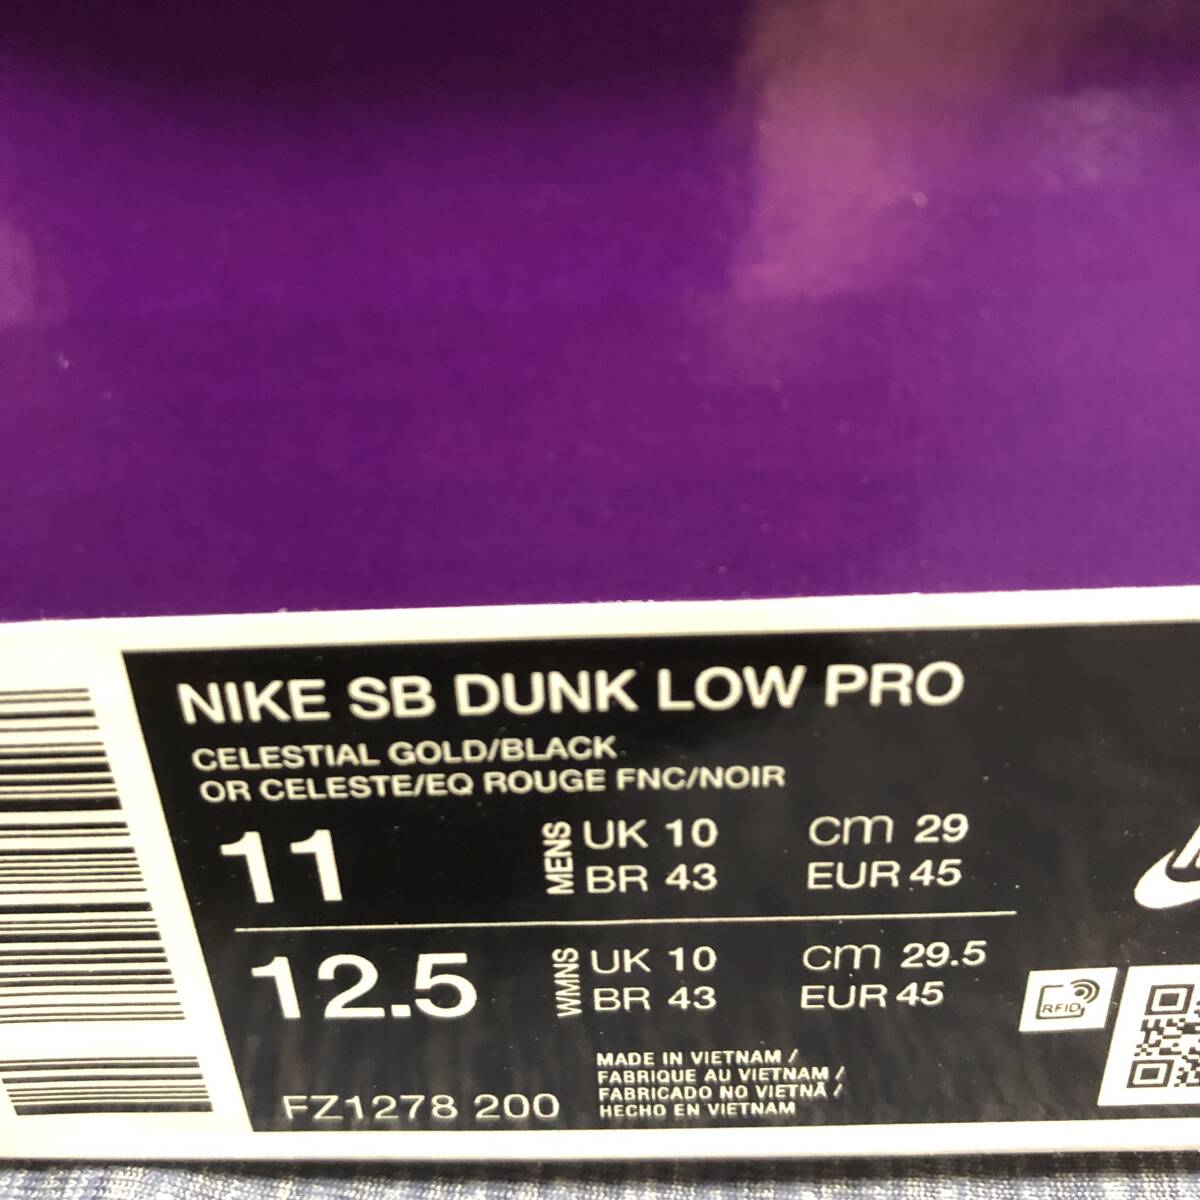 NIKE SB DUNK LOW PRO
CELESTIAL GOLD/BLACK
OR CELESTE/EQ ROUGE FNC/NOIR
11 MENS UK 10 cm 29
BR 43 EUR 45
12.5 WMNS UK 10 cm 29.5
BR 43 EUR 45
RFID
MADE IN VIETNAM /
FABRIQUE AU VIETNAM /
FABRICADO NO VIETNÃ /
HECHO EN VIETNAM
FZ1278 200